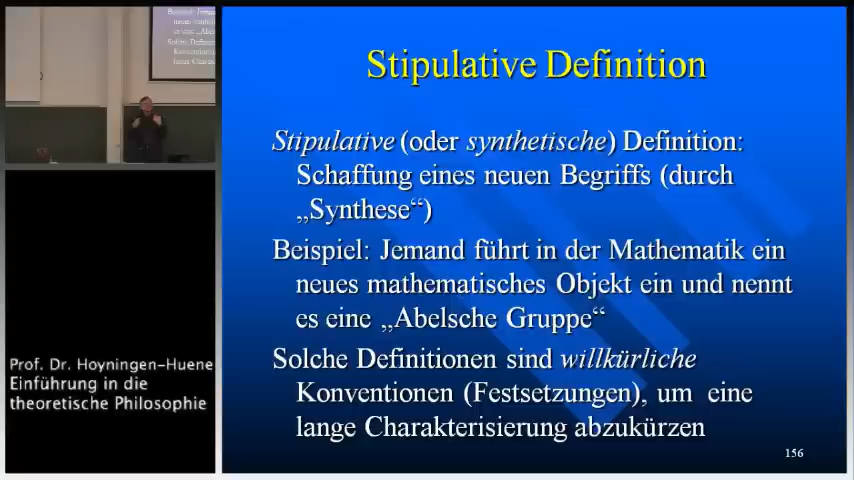 Stipulative Definition
Stipulative (oder synthetische) Definition:
Schaffung eines neuen Begriffs (durch
„Synthese“)
Beispiel: Jemand führt in der Mathematik ein
neues mathematisches Objekt ein und nennt
es eine „Abelsche Gruppe“
Solche Definitionen sind willkürliche
Konventionen (Festsetzungen), um eine
lange Charakterisierung abzukürzen
156
Prof. Dr. Hoyningen-Huene
Einführung in die
theoretische Philosophie